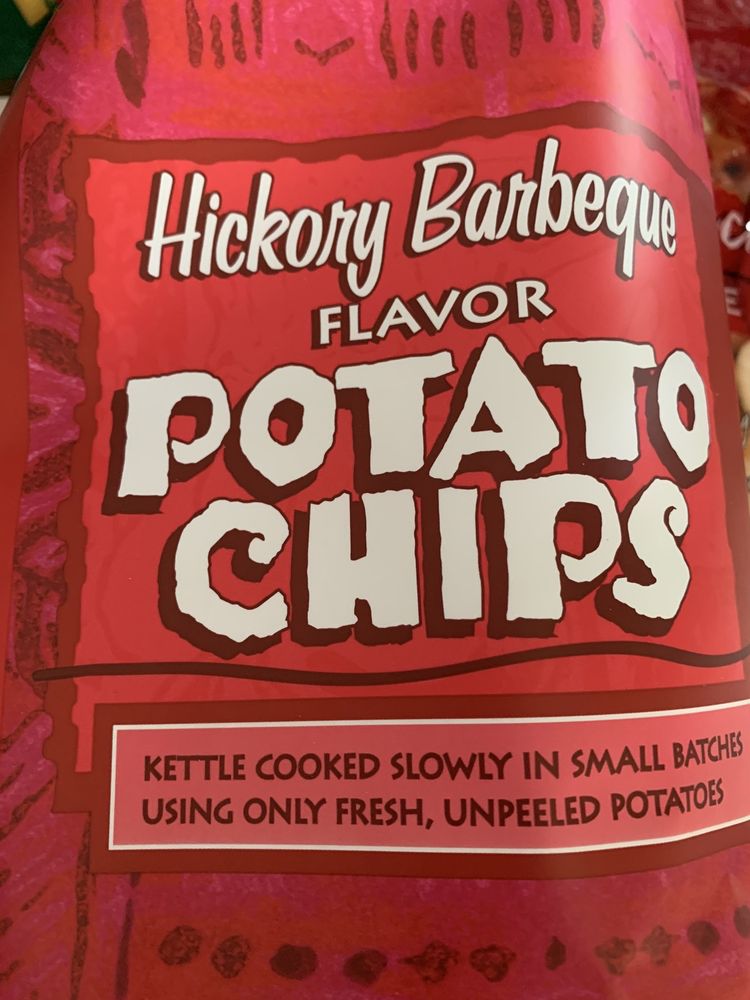 Hickory Barbeque
FLAVOR
POTATO
CHIPS
KETTLE COOKED SLOWLY IN SMALL BATCHES
USING ONLY FRESH, UNPEELED POTATOES